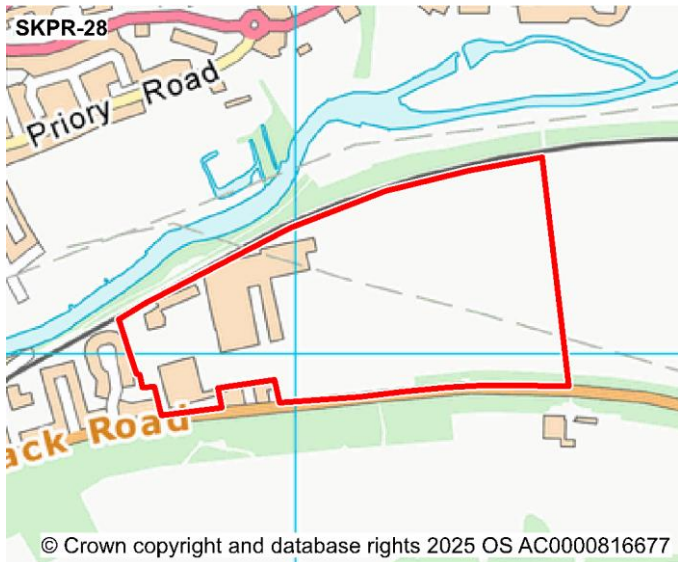 SKPR-28
Priory Road
ack Road
© Crown copyright and database rights 2025 OS AC0000816677